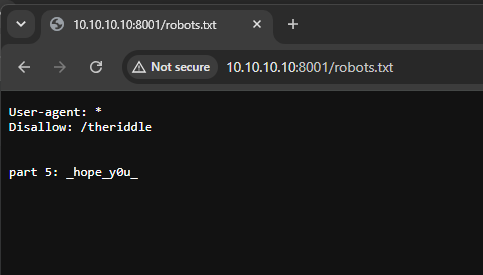 10.10.10.10:8001/robots.txt
Not secure
10.10.10.10:8001/robots.txt
User-agent: *
Disallow: /theriddle
part 5: _hope_y0u_